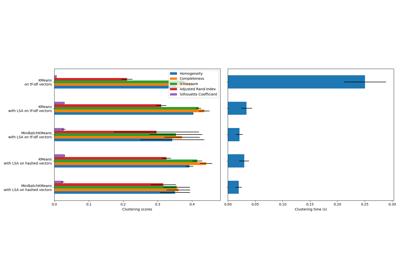 KMeans
on tf-idf vectors
KMeans
with LSA on tf-idf vectors
MiniBatchKMeans
with LSA on tf-idf vectors
KMeans
with LSA on hashed vectors
MiniBatchKMeans
with LSA on hashed vectors
Homogeneity
Completeness
V-measure
Adjusted Rand-Index
Silhouette Coefficient
0.0 0.1 0.2 0.3 0.4
Clustering scores
0.00 0.05 0.10 0.15 0.20 0.25 0.30
Clustering time (s)